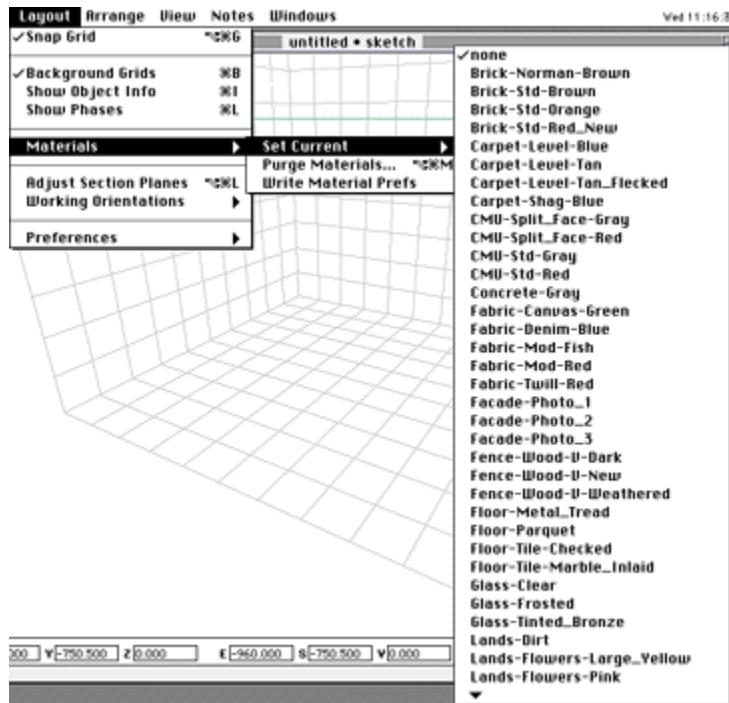 Layout Arrange View Notes Windows Wed 11:16:3
✓Snap Grid ⌥⌘G
untitled • sketch
✓Background Grids ⌘B
Show Object Info ⌘I
Show Phases ⌘L
Materials
Set Current
Purge Materials... ⌥⌘M
Write Material Prefs
Adjust Section Planes ⌥⌘L
Working Orientations
Preferences
✓none
Brick-Norman-Brown
Brick-Std-Brown
Brick-Std-Orange
Brick-Std-Red_New
Carpet-Level-Blue
Carpet-Level-Tan
Carpet-Level-Tan_Flecked
Carpet-Shag-Blue
CMU-Split_Face-Gray
CMU-Split_Face-Red
CMU-Std-Gray
CMU-Std-Red
Concrete-Gray
Fabric-Canvas-Green
Fabric-Denim-Blue
Fabric-Mod-Fish
Fabric-Mod-Red
Fabric-Twill-Red
Facade-Photo_1
Facade-Photo_2
Facade-Photo_3
Fence-Wood-V-Dark
Fence-Wood-V-New
Fence-Wood-V-Weathered
Floor-Metal_Tread
Floor-Parquet
Floor-Tile-Checked
Floor-Tile-Marble_Inlaid
Glass-Clear
Glass-Frosted
Glass-Tinted_Bronze
Lands-Dirt
Lands-Flowers-Large_Yellow
Lands-Flowers-Pink
000 Y -750.500 Z 0.000 E -960.000 S -750.500 V 0.000